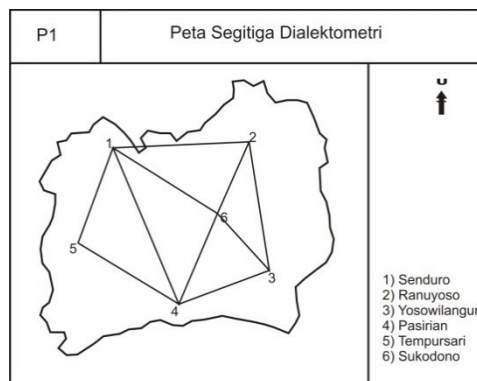 P1
Peta Segitiga Dialektometri
U
1
2
6
5
3
4
1) Senduro
2) Ranuyoso
3) Yosowilangun
4) Pasirian
5) Tempursari
6) Sukodono